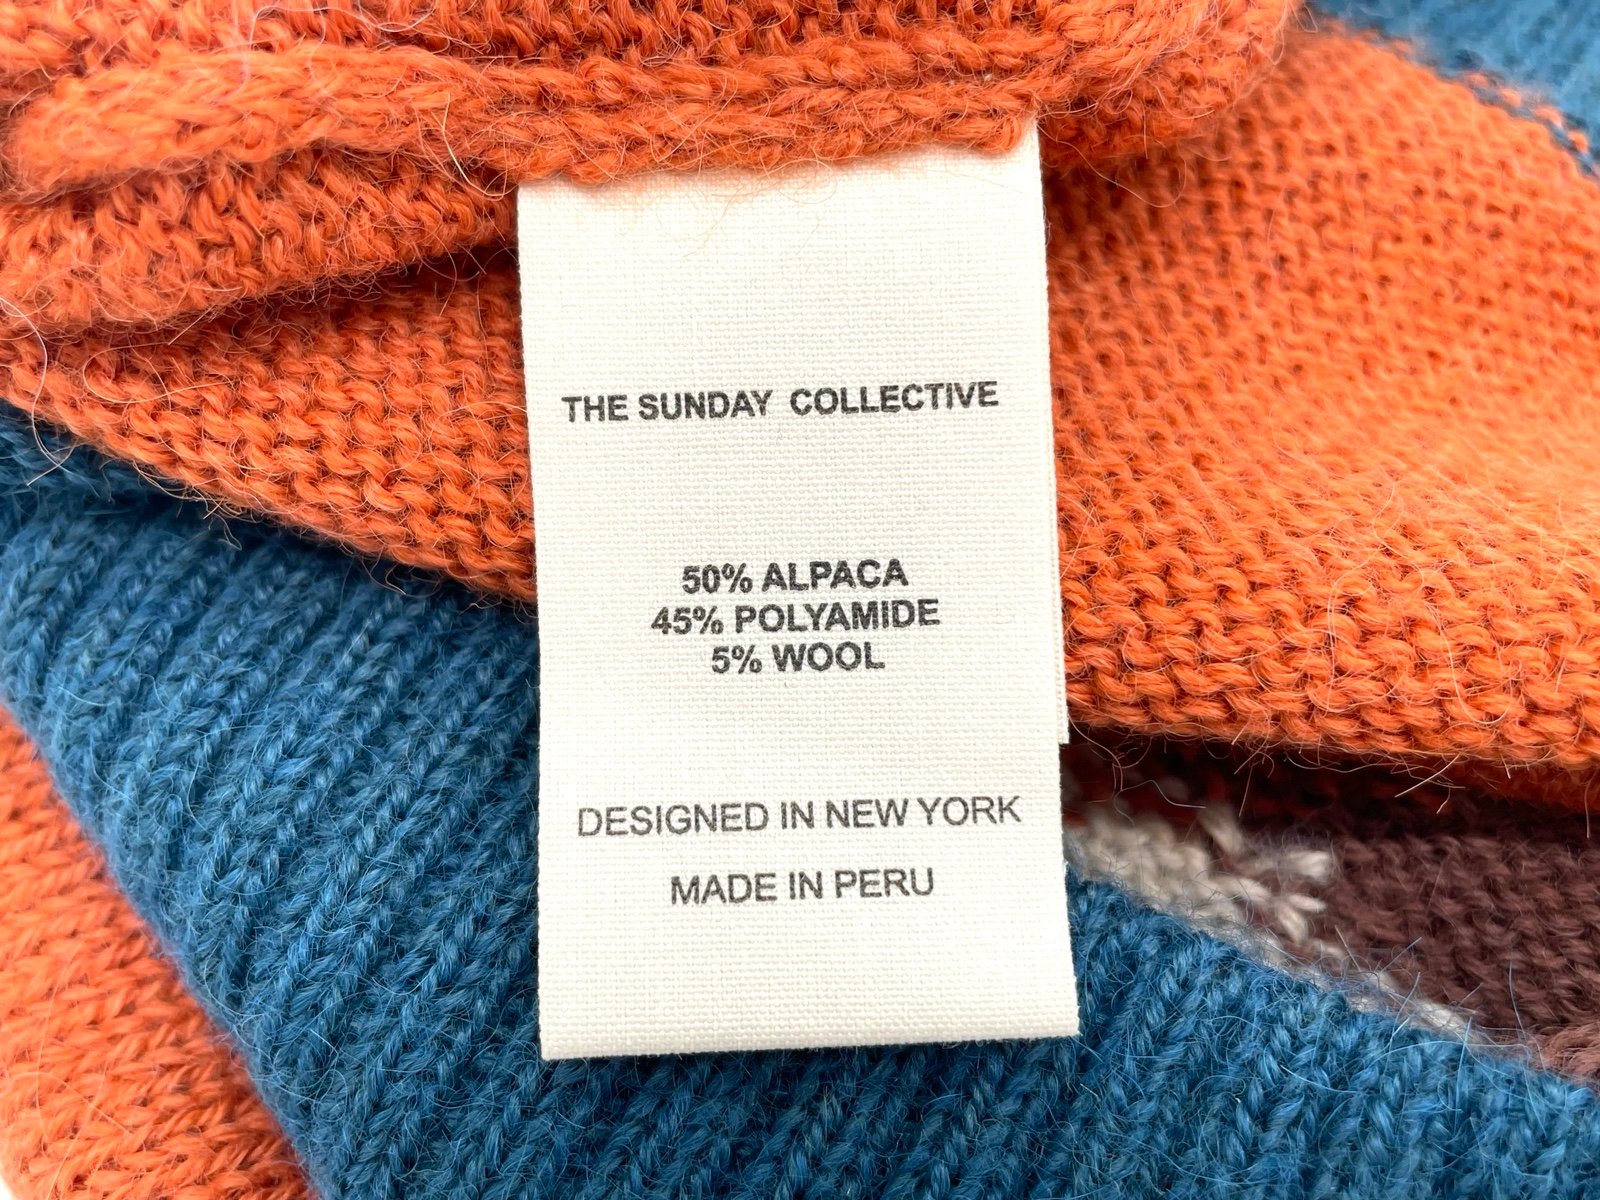 THE SUNDAY COLLECTIVE
50% ALPACA
45% POLYAMIDE
5% WOOL
DESIGNED IN NEW YORK
MADE IN PERU